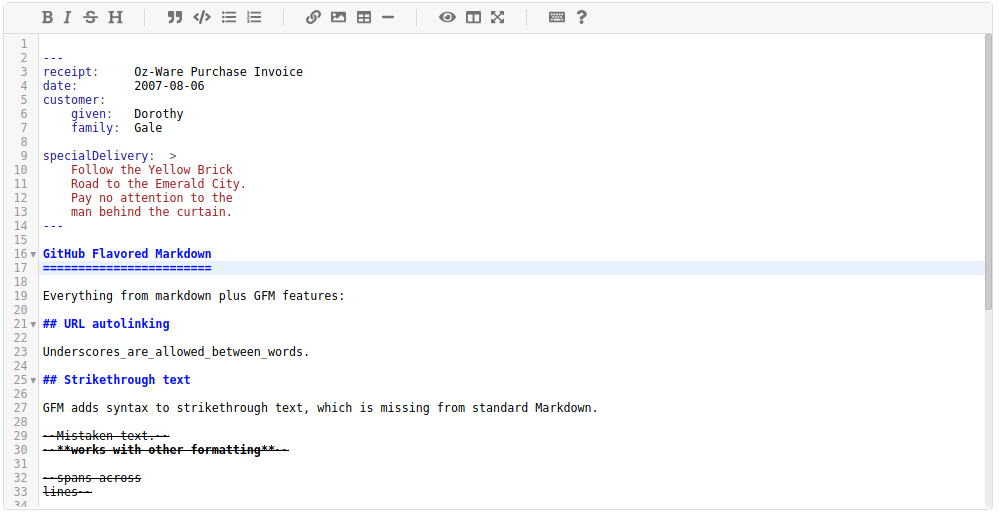 B I S H
1
2 ---
3 receipt:     Oz-Ware Purchase Invoice
4 date:        2007-08-06
5 customer:
6     given:   Dorothy
7     family:  Gale
8
9 specialDelivery:  >
10     Follow the Yellow Brick
11     Road to the Emerald City.
12     Pay no attention to the
13     man behind the curtain.
14 ---
15
16 GitHub Flavored Markdown
17 ========================
18
19 Everything from markdown plus GFM features:
20
21 ## URL autolinking
22
23 Underscores_are_allowed_between_words.
24
25 ## Strikethrough text
26
27 GFM adds syntax to strikethrough text, which is missing from standard Markdown.
28
29 ~~Mistaken text.~~
30 ~~**works with other formatting**~~
31
32 ~~spans across
33 lines~~
34